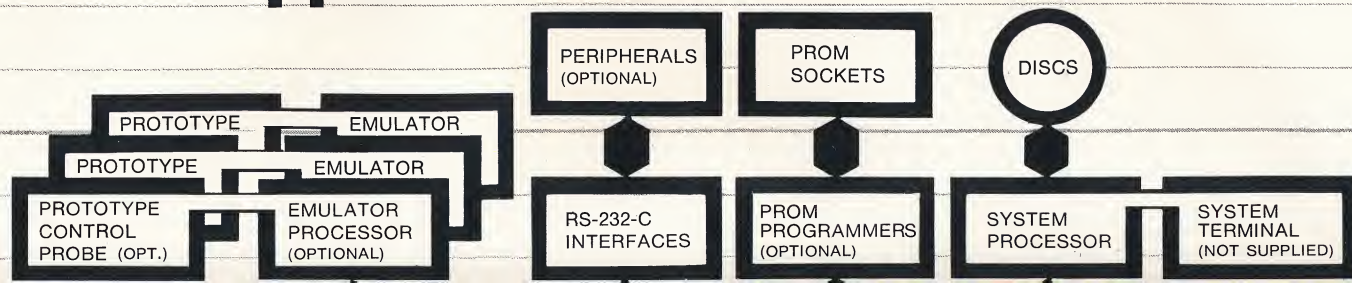 PERIPHERALS
(OPTIONAL)
PROM
SOCKETS
DISCS
PROTOTYPE
EMULATOR
PROTOTYPE
EMULATOR
PROTOTYPE
CONTROL
PROBE (OPT.)
EMULATOR
PROCESSOR
(OPTIONAL)
RS-232-C
INTERFACES
PROM
PROGRAMMERS
(OPTIONAL)
SYSTEM
PROCESSOR
SYSTEM
TERMINAL
(NOT SUPPLIED)